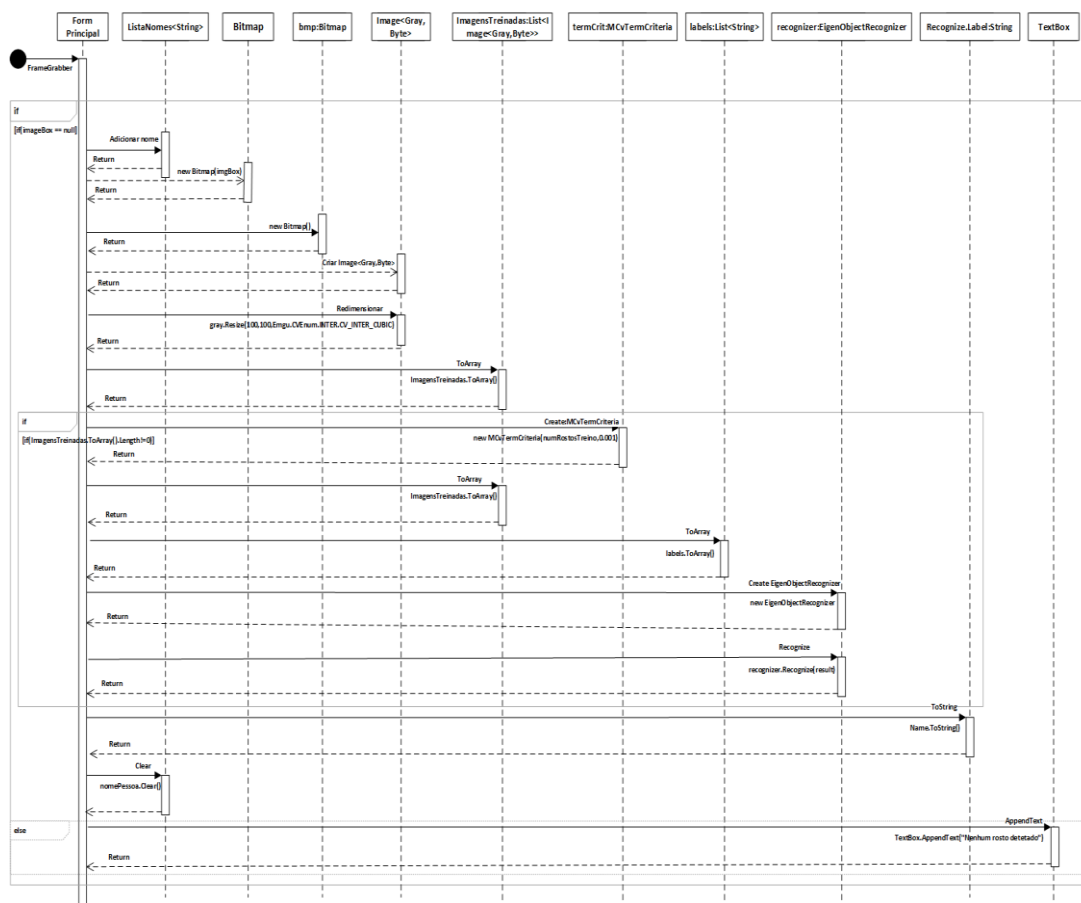 Form
Principal
ListaNomes<String>
Bitmap
bmp:Bitmap
Image<Gray,
Byte>
ImagensTreinadas:List<I
mage<Gray,Byte>>
termCrit:MCvTermCriteria
labels:List<String>
recognizer:EigenObjectRecognizer
Recognize.Label:String
TextBox
FrameGrabber
if
[if(imageBox == null]
Adicionar nome
Return
new Bitmap(imgBox)
Return
new Bitmap()
Return
Criar Image<Gray,Byte>
Return
Redimensionar
gray.Resize(100,100,Emgu.CVEnum.INTER.CV_INTER_CUBIC)
Return
ToArray
ImagensTreinadas.ToArray()
Return
if
[if(ImagensTreinadas.ToArray().Length!=0)]
Create:MCvTermCriteria
new MCvTermCriteria(numRostosTreino,0.001)
Return
ToArray
ImagensTreinadas.ToArray()
Return
ToArray
labels.ToArray()
Return
Create EigenObjectRecognizer
new EigenObjectRecognizer
Return
Recognize
recognizer.Recognize(result)
Return
ToString
Name.ToString()
Return
Clear
nomePessoa.Clear()
else
AppendText
TextBox.AppendText("Nenhum rosto detetado")
Return